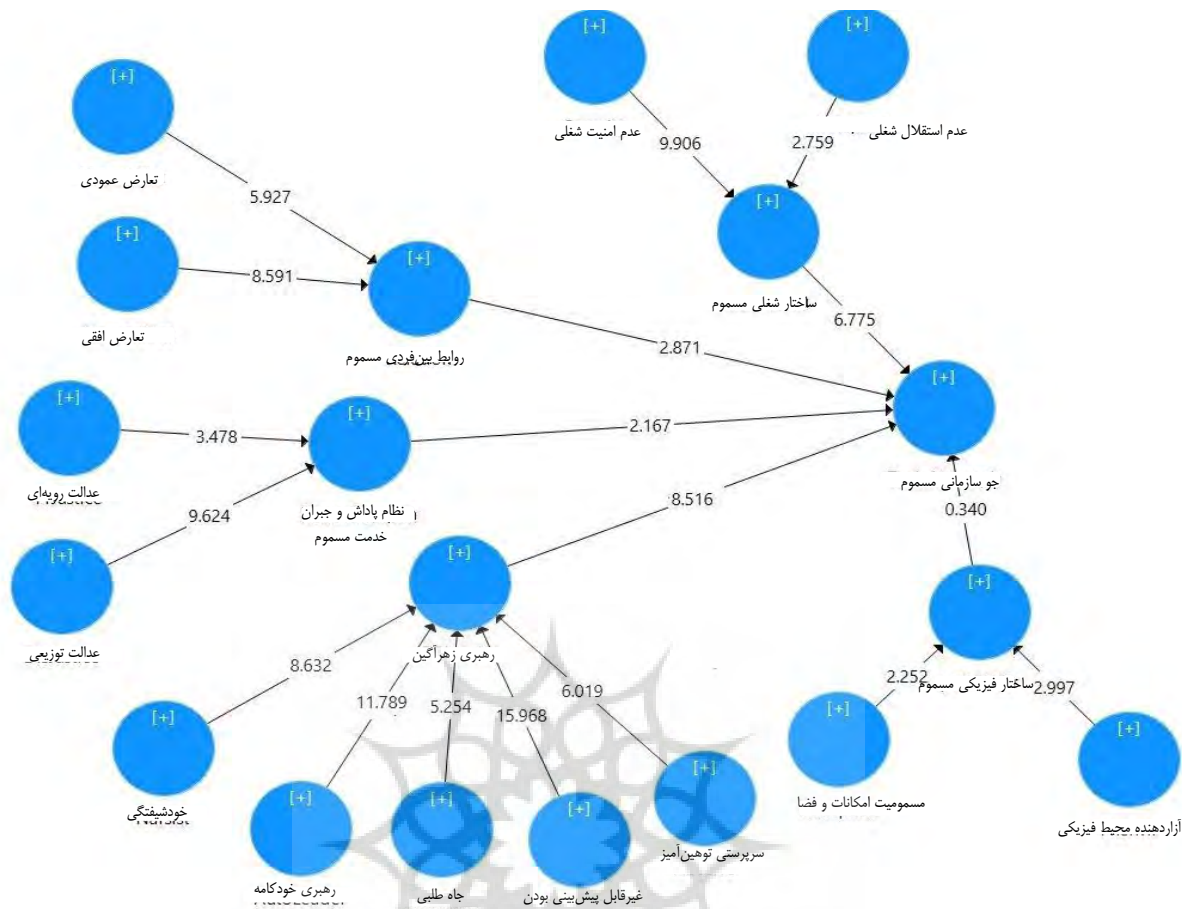 [+]
[+]
[+]
عدم امنیت شغلی
عدم استقلال شغلی
9.906
2.759
تعارض عمودی
5.927
[+]
[+]
[+]
8.591
ساختار شغلی مسموم
تعارض افقی
روابط بین‌فردی مسموم
6.775
2.871
[+]
[+]
[+]
3.478
2.167
جو سازمانی مسموم
عدالت رویه‌ای
نظام پاداش و جبران
خدمت مسموم
9.624
8.516
0.340
[+]
[+]
[+]
عدالت توزیعی
رهبری زهرآگین
8.632
11.789
5.254
15.968
6.019
2.252
ساختار فیزیکی مسموم
2.997
[+]
[+]
[+]
خودشیفتگی
[+]
[+]
[+]
[+]
مسمومیت امکانات و فضا
آزاردهنده محیط فیزیکی
سرپرستی توهین‌آمیز
رهبری خودکامه
جاه طلبی
غیرقابل پیش‌بینی بودن